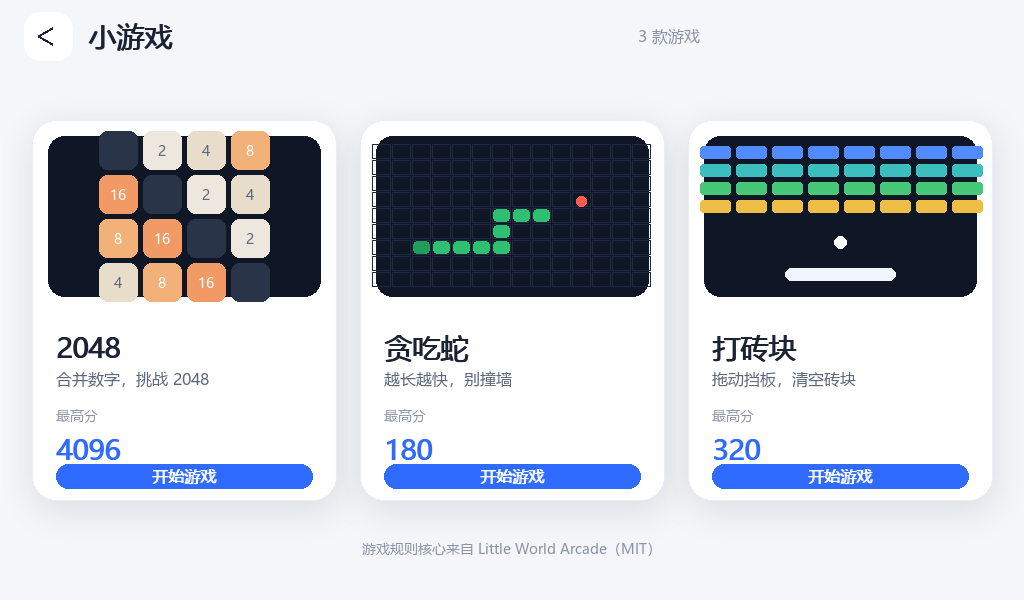 <
小游戏
3 款游戏
2 4 8
16 2 4
8 16 2
4 8 16
2048
合并数字，挑战 2048
最高分
4096
开始游戏
贪吃蛇
越长越快，别撞墙
最高分
180
开始游戏
打砖块
拖动挡板，清空砖块
最高分
320
开始游戏
游戏规则核心来自 Little World Arcade（MIT）